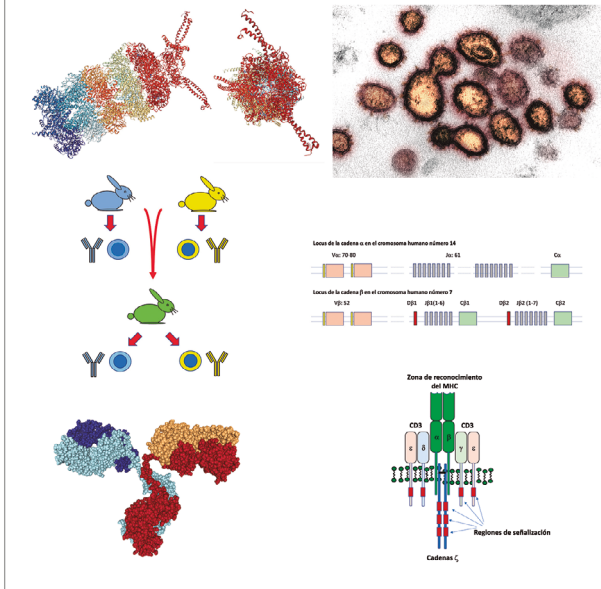 Locus de la cadena α en el cromosoma humano número 14
Vα: 70-80
Jα: 61
Cα
Locus de la cadena β en el cromosoma humano número 7
Vβ: 52
Dβ1
Jβ1(1-6)
Cβ1
Dβ2
Jβ2 (1-7)
Cβ2
Zona de reconocimiento
del MHC
CD3
CD3
ε
δ
α
β
γ
ε
Regiones de señalización
Cadenas ζ